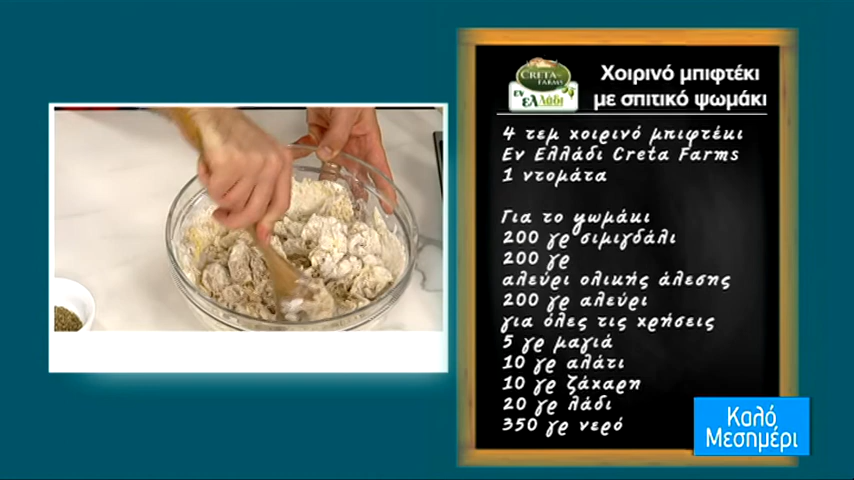 CRETA
FARMS
εν
ελλάδι
Χοιρινό μπιφτέκι
με σπιτικό ψωμάκι
4 τεμ χοιρινό μπιφτέκι
Εν Ελλάδι Creta Farms
1 ντομάτα
Για το ψωμάκι
200 γρ σιμιγδάλι
200 γρ
αλεύρι ολικής άλεσης
200 γρ αλεύρι
για όλες τις χρήσεις
5 γρ μαγιά
10 γρ αλάτι
10 γρ ζάχαρη
20 γρ λάδι
350 γρ νερό
Καλό
Μεσημέρι